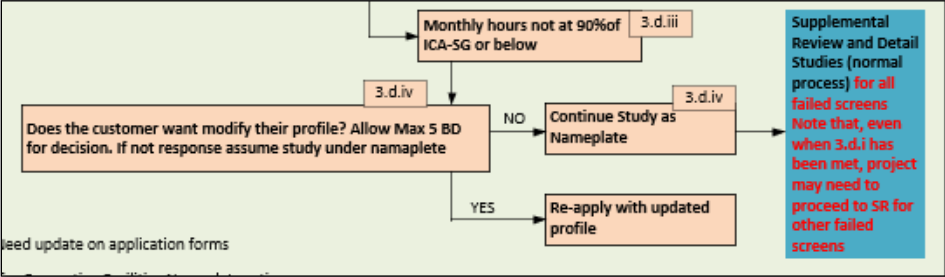 Monthly hours not at 90%of
ICA-SG or below
3.d.iii
3.d.iv
Does the customer want modify their profile? Allow Max 5 BD
for decision. If not response assume study under namaplete
NO
3.d.iv
Continue Study as
Nameplate
YES
Re-apply with updated
profile
Supplemental
Review and Detail
Studies (normal
process) for all
failed screens
Note that, even
when 3.d.i has
been met, project
may need to
proceed to SR for
other failed
screens
Need update on application forms